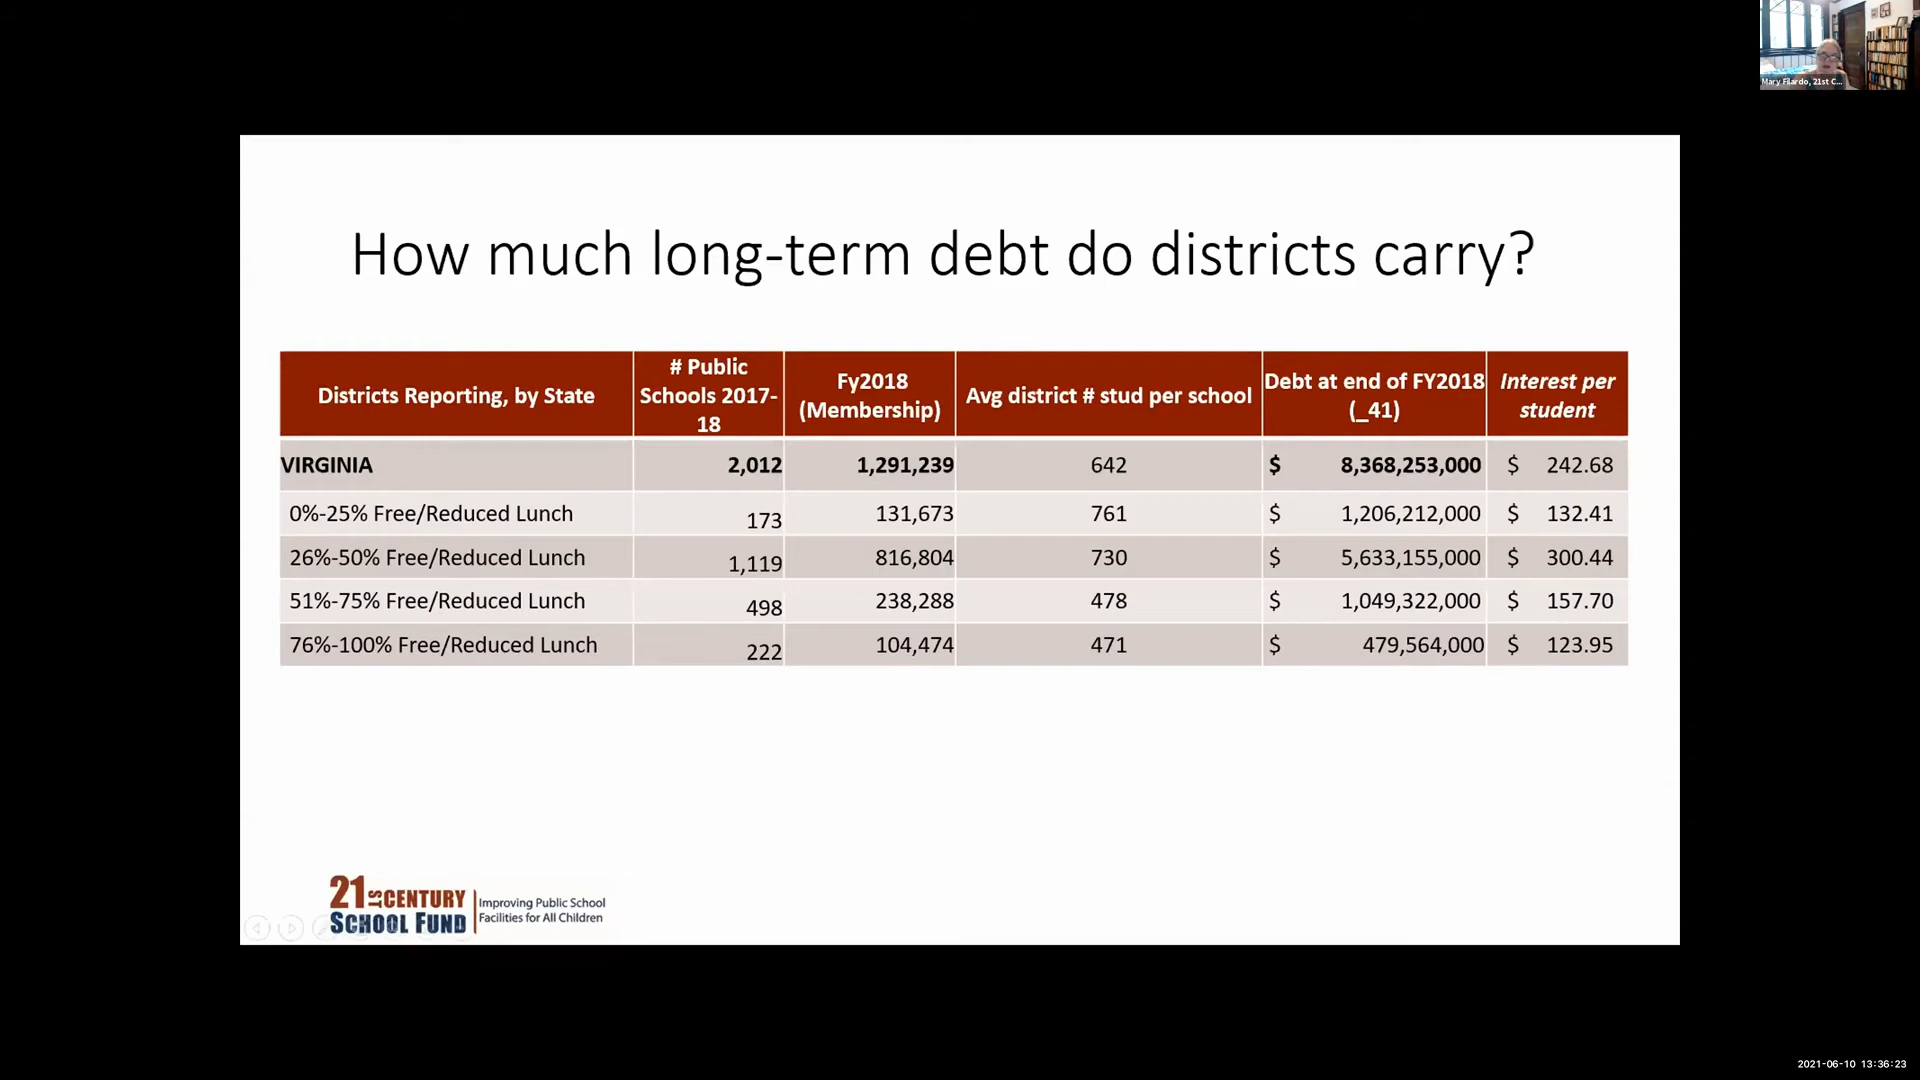 Mary Filardo, 21st C...
How much long-term debt do districts carry?
Districts Reporting, by State
# Public
Schools 2017-
18
Fy2018
(Membership)
Avg district # stud per school
Debt at end of FY2018
(_41)
Interest per
student
VIRGINIA 2,012 1,291,239 642 $ 8,368,253,000 $ 242.68
0%-25% Free/Reduced Lunch 173 131,673 761 $ 1,206,212,000 $ 132.41
26%-50% Free/Reduced Lunch 1,119 816,804 730 $ 5,633,155,000 $ 300.44
51%-75% Free/Reduced Lunch 498 238,288 478 $ 1,049,322,000 $ 157.70
76%-100% Free/Reduced Lunch 222 104,474 471 $ 479,564,000 $ 123.95
21ST CENTURY
SCHOOL FUND
Improving Public School
Facilities for All Children
2021-06-10 13:36:23